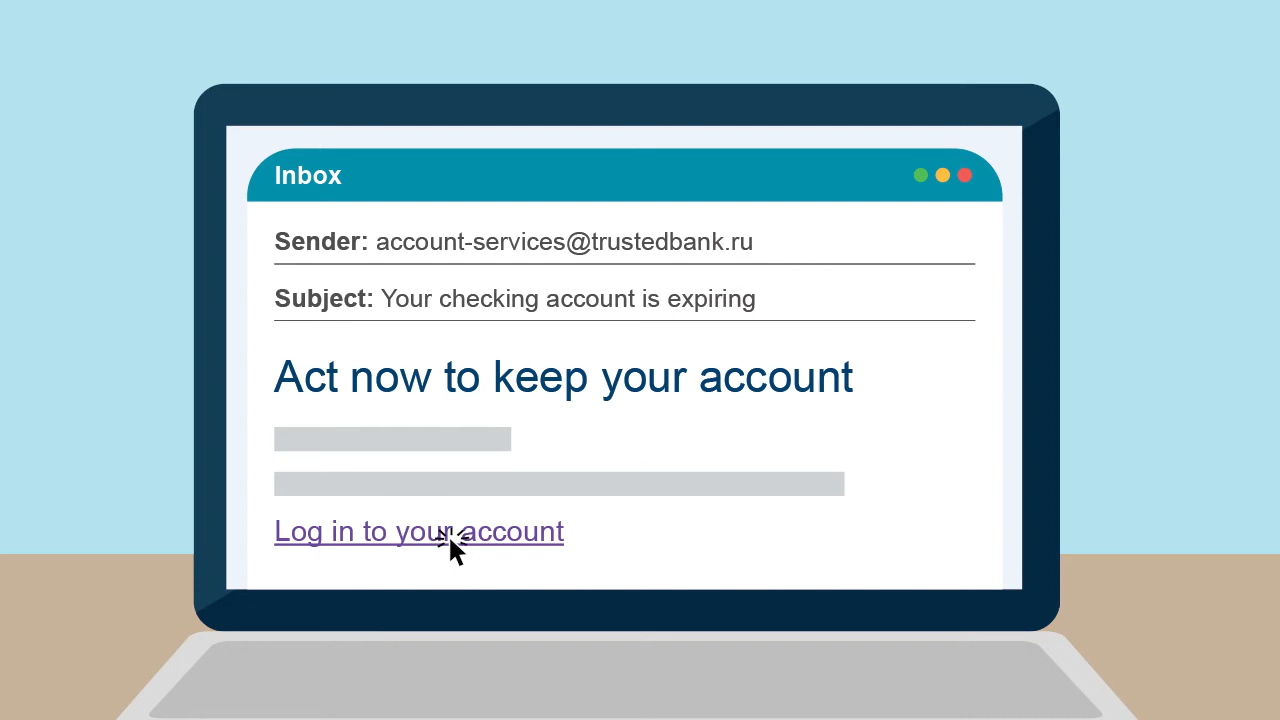 Inbox
Sender: account-services@trustedbank.ru
Subject: Your checking account is expiring
Act now to keep your account
Log in to your account